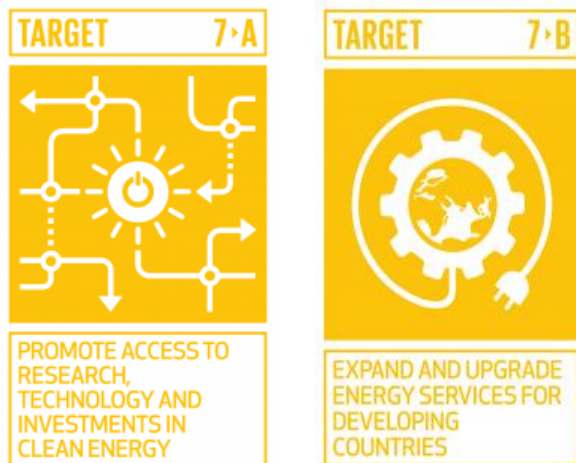 TARGET 7·A
PROMOTE ACCESS TO
RESEARCH,
TECHNOLOGY AND
INVESTMENTS IN
CLEAN ENERGY
TARGET 7·B
EXPAND AND UPGRADE
ENERGY SERVICES FOR
DEVELOPING
COUNTRIES